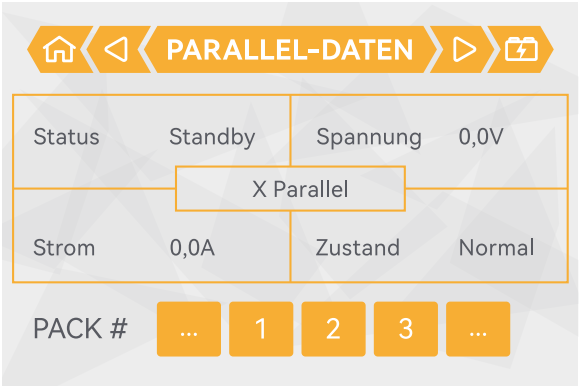 PARALLEL-DATEN
Status Standby Spannung 0,0V
X Parallel
Strom 0,0A Zustand Normal
PACK # ... 1 2 3 ...